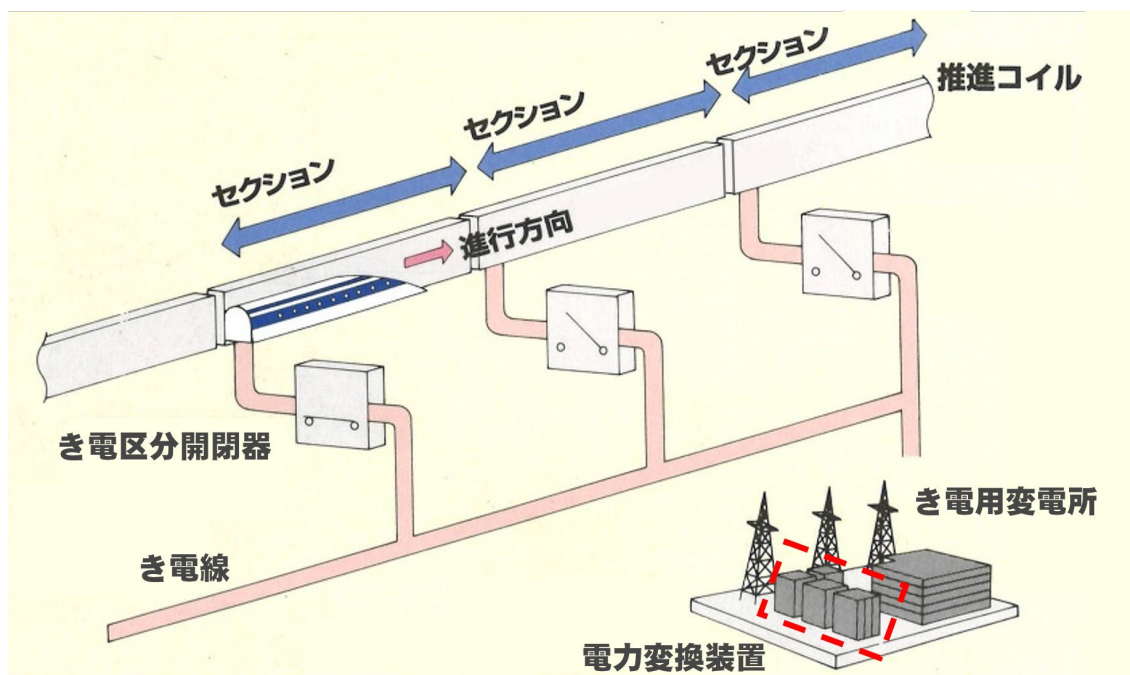 セクション
推進コイル
セクション
セクション
進行方向
き電区分開閉器
き電用変電所
き電線
電力変換装置